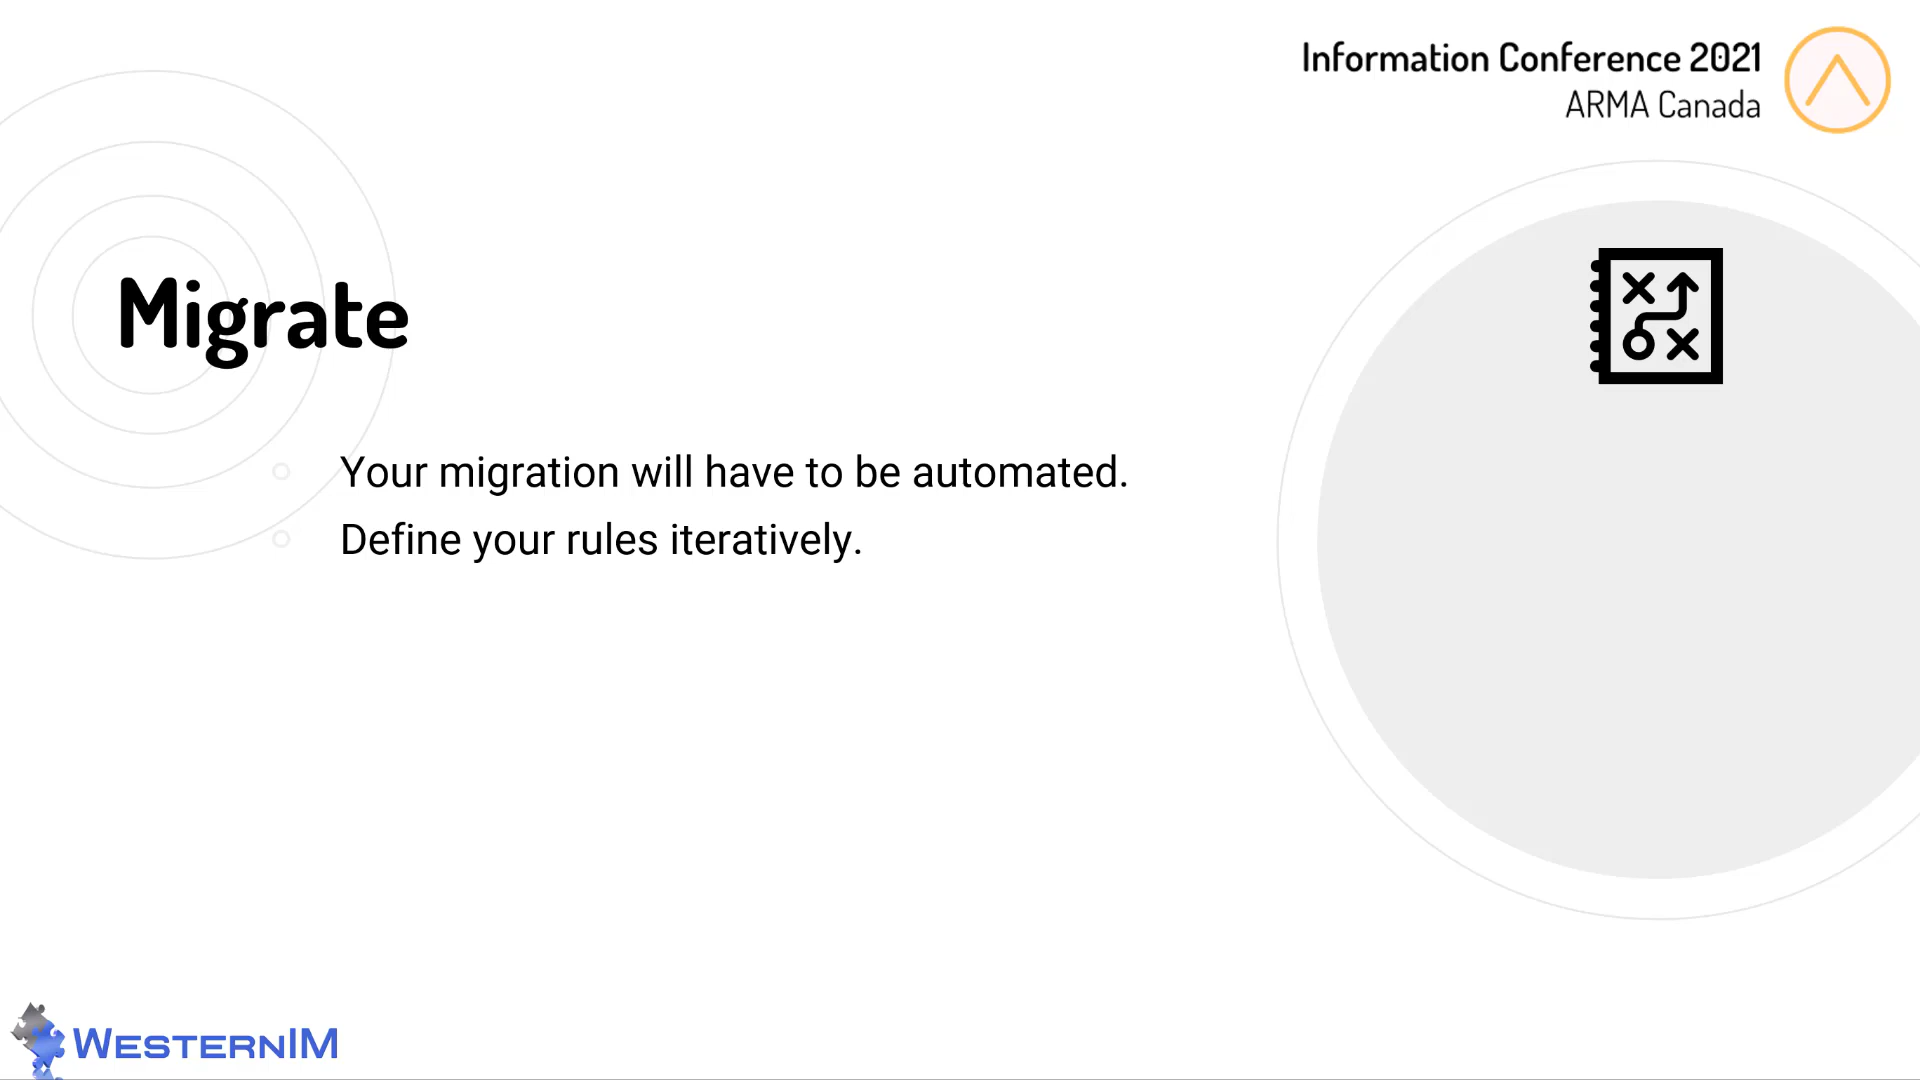 Information Conference 2021
ARMA Canada
Migrate
Your migration will have to be automated.
Define your rules iteratively.
WESTERNIM